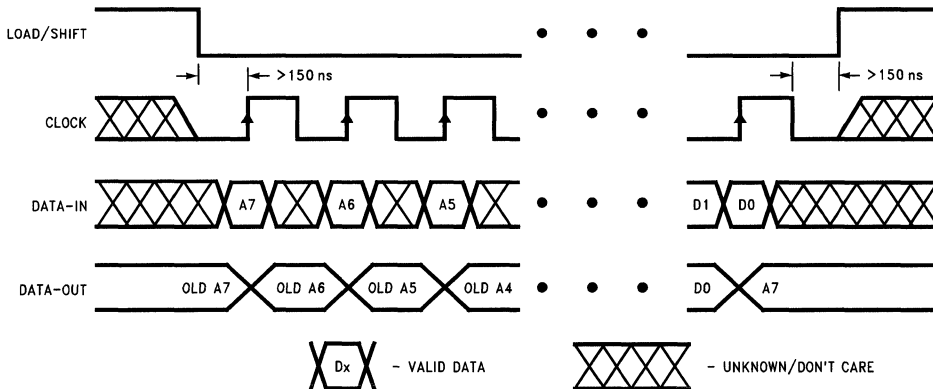 LOAD/SHIFT
>150 ns >150 ns
CLOCK
DATA-IN A7 A6 A5 D1 D0
DATA-OUT OLD A7 OLD A6 OLD A5 OLD A4 D0 A7
Dx - VALID DATA - UNKNOWN/DON'T CARE